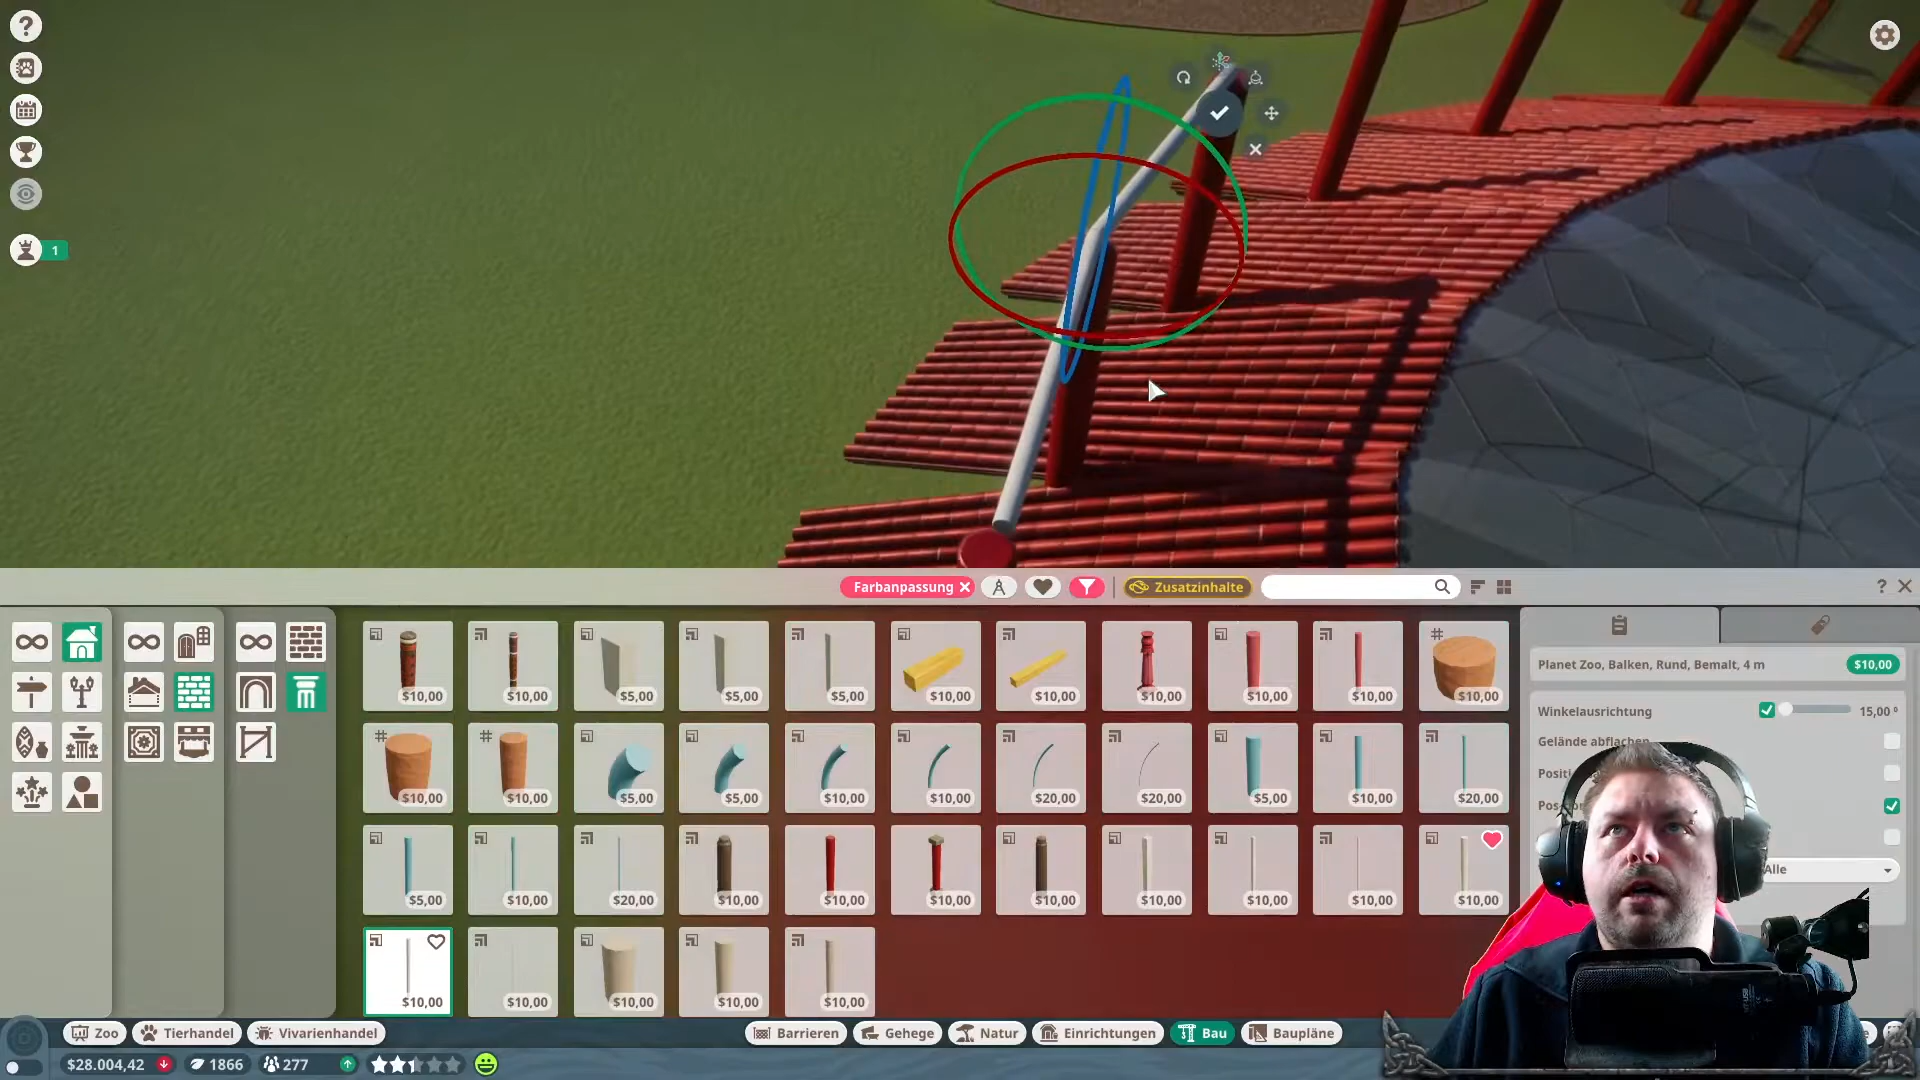 ?
1
Farbanpassung
Zusatzinhalte
?
$10,00 $10,00 $5,00 $5,00 $5,00 $10,00 $10,00 $10,00 $10,00 $10,00 $10,00
$10,00 $10,00 $5,00 $5,00 $10,00 $10,00 $20,00 $20,00 $5,00 $10,00 $20,00
$5,00 $10,00 $20,00 $10,00 $10,00 $10,00 $10,00 $10,00 $10,00 $10,00 $10,00
$10,00 $10,00 $10,00 $10,00 $10,00
Planet Zoo, Balken, Rund, Bemalt, 4 m $10,00
Winkelausrichtung 15,00 °
Gelände abflachen
Alle
Zoo Tierhandel Vivarienhandel Barrieren Gehege Natur Einrichtungen Bau Baupläne
$28.004,42 1866 277